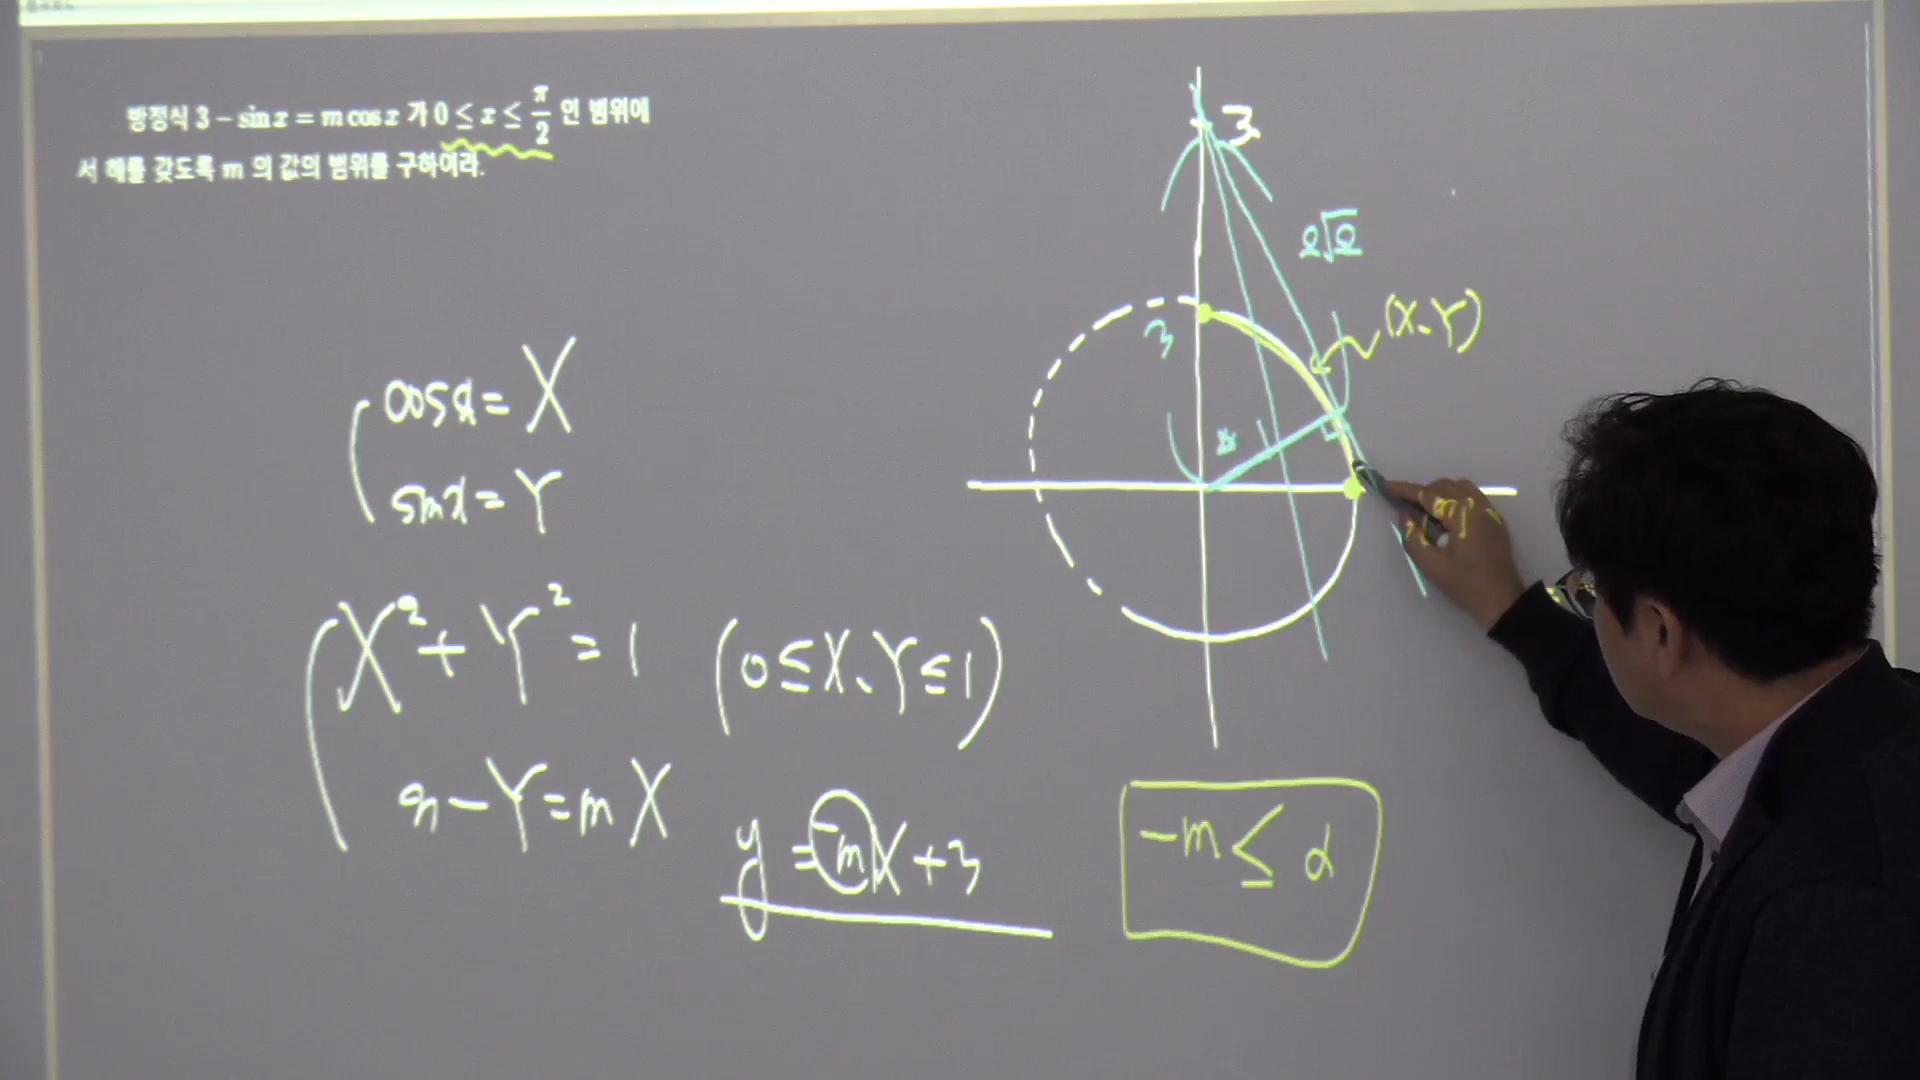 방정식 3 − sin x = m cos x 가 0 ≤ x ≤ π/2 인 범위에
서 해를 갖도록 m 의 값의 범위를 구하여라.
cosx = X
sinx = Y
X² + Y² = 1 (0 ≤ X, Y ≤ 1)
3 − Y = m X
y = −mX + 3
3
2√2
(X, Y)
3
−m ≤ α